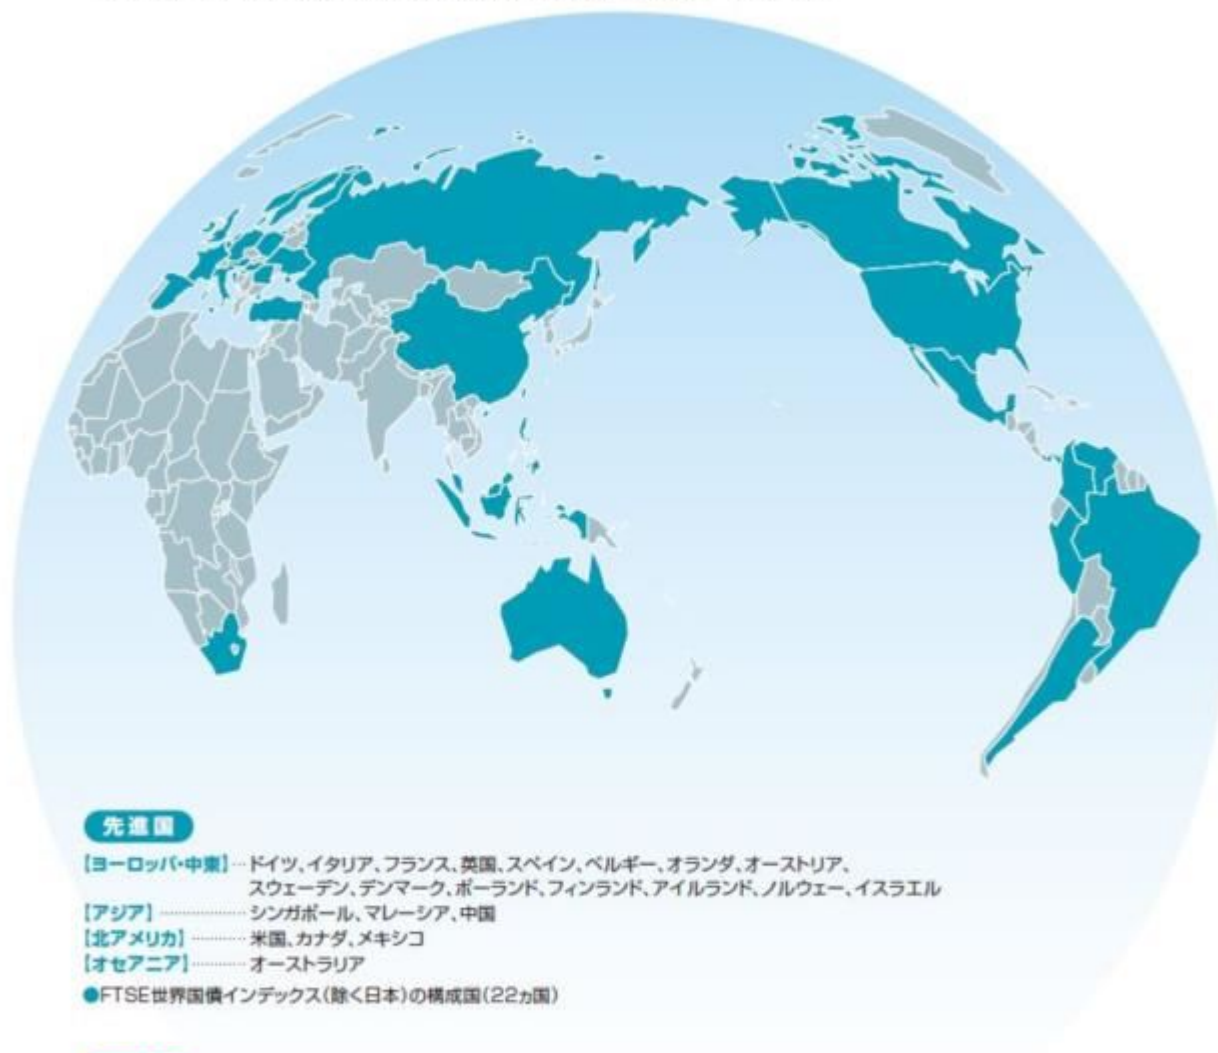 先進国
【ヨーロッパ・中東】…ドイツ、イタリア、フランス、英国、スペイン、ベルギー、オランダ、オーストリア、
スウェーデン、デンマーク、ポーランド、フィンランド、アイルランド、ノルウェー、イスラエル
【アジア】………………シンガポール、マレーシア、中国
【北アメリカ】…………米国、カナダ、メキシコ
【オセアニア】…………オーストラリア
●FTSE世界国債インデックス(除く日本)の構成国(22ヵ国)